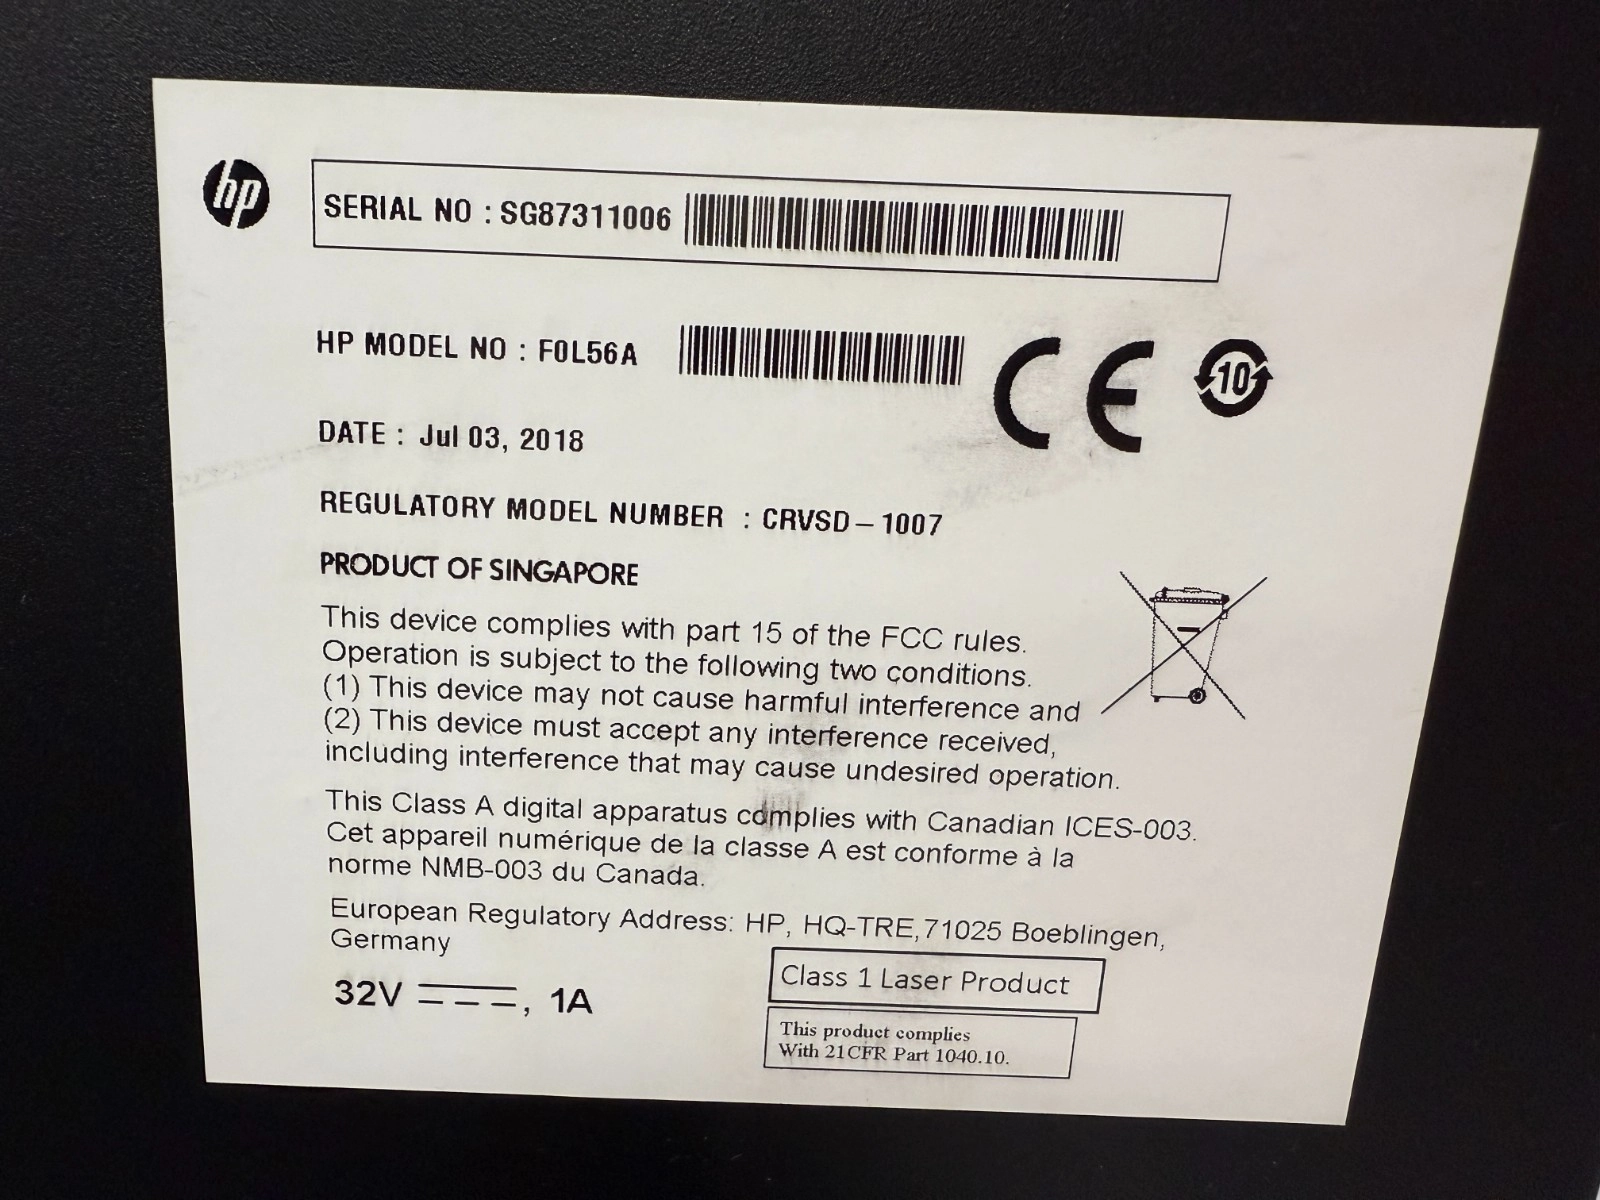 hp
SERIAL NO : SG87311006
HP MODEL NO : F0L56A
CE
10
DATE : Jul 03, 2018
REGULATORY MODEL NUMBER : CRVSD – 1007
PRODUCT OF SINGAPORE
This device complies with part 15 of the FCC rules.
Operation is subject to the following two conditions.
(1) This device may not cause harmful interference and
(2) This device must accept any interference received,
including interference that may cause undesired operation.
This Class A digital apparatus complies with Canadian ICES-003.
Cet appareil numérique de la classe A est conforme à la
norme NMB-003 du Canada.
European Regulatory Address: HP, HQ-TRE,71025 Boeblingen,
Germany
32V ⎓, 1A
Class 1 Laser Product
This product complies
With 21CFR Part 1040.10.